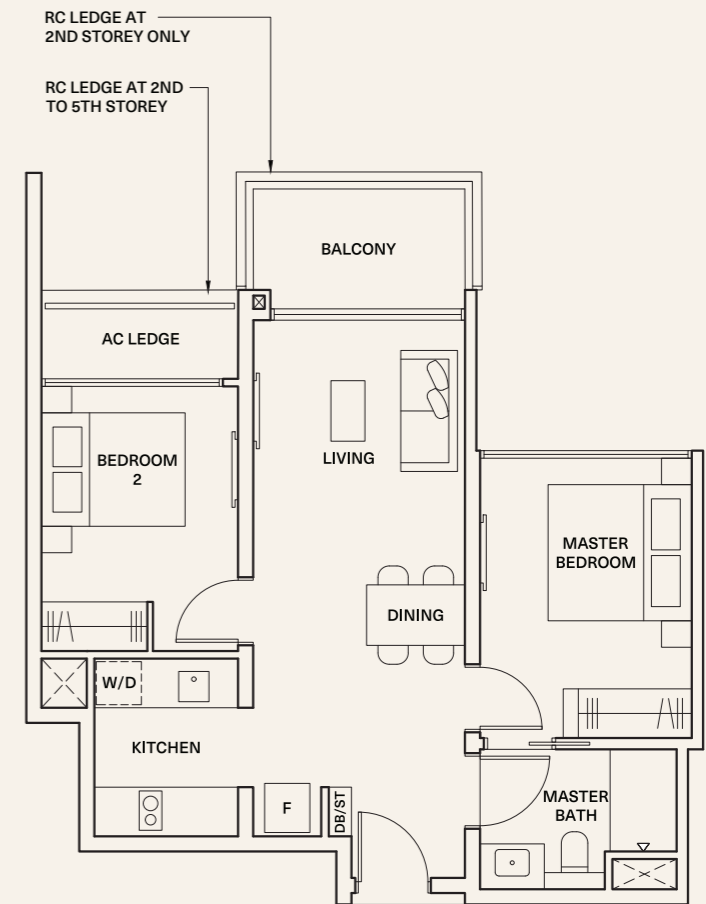 RC LEDGE AT
2ND STOREY ONLY
RC LEDGE AT 2ND
TO 5TH STOREY
BALCONY
AC LEDGE
BEDROOM
2
LIVING
MASTER
BEDROOM
DINING
W/D
KITCHEN
F
DB/ST
MASTER
BATH